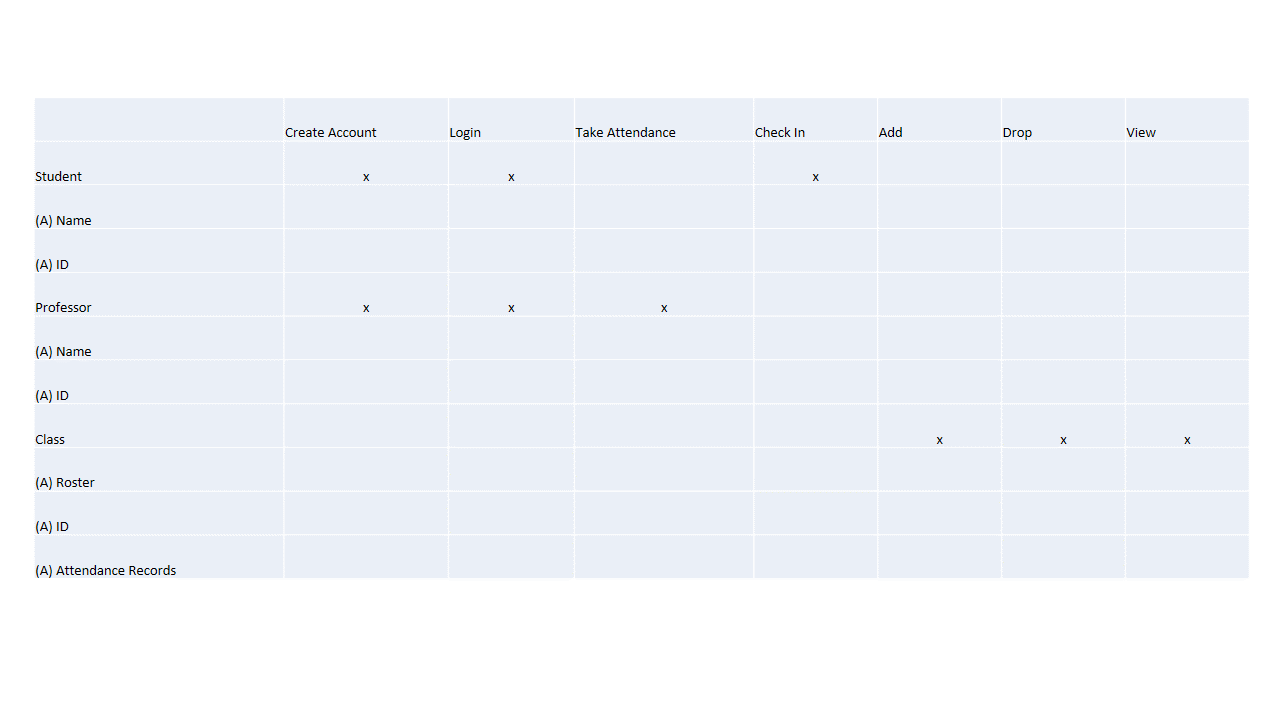 Create Account Login Take Attendance Check In Add Drop View
Student x x x
(A) Name
(A) ID
Professor x x x
(A) Name
(A) ID
Class x x x
(A) Roster
(A) ID
(A) Attendance Records